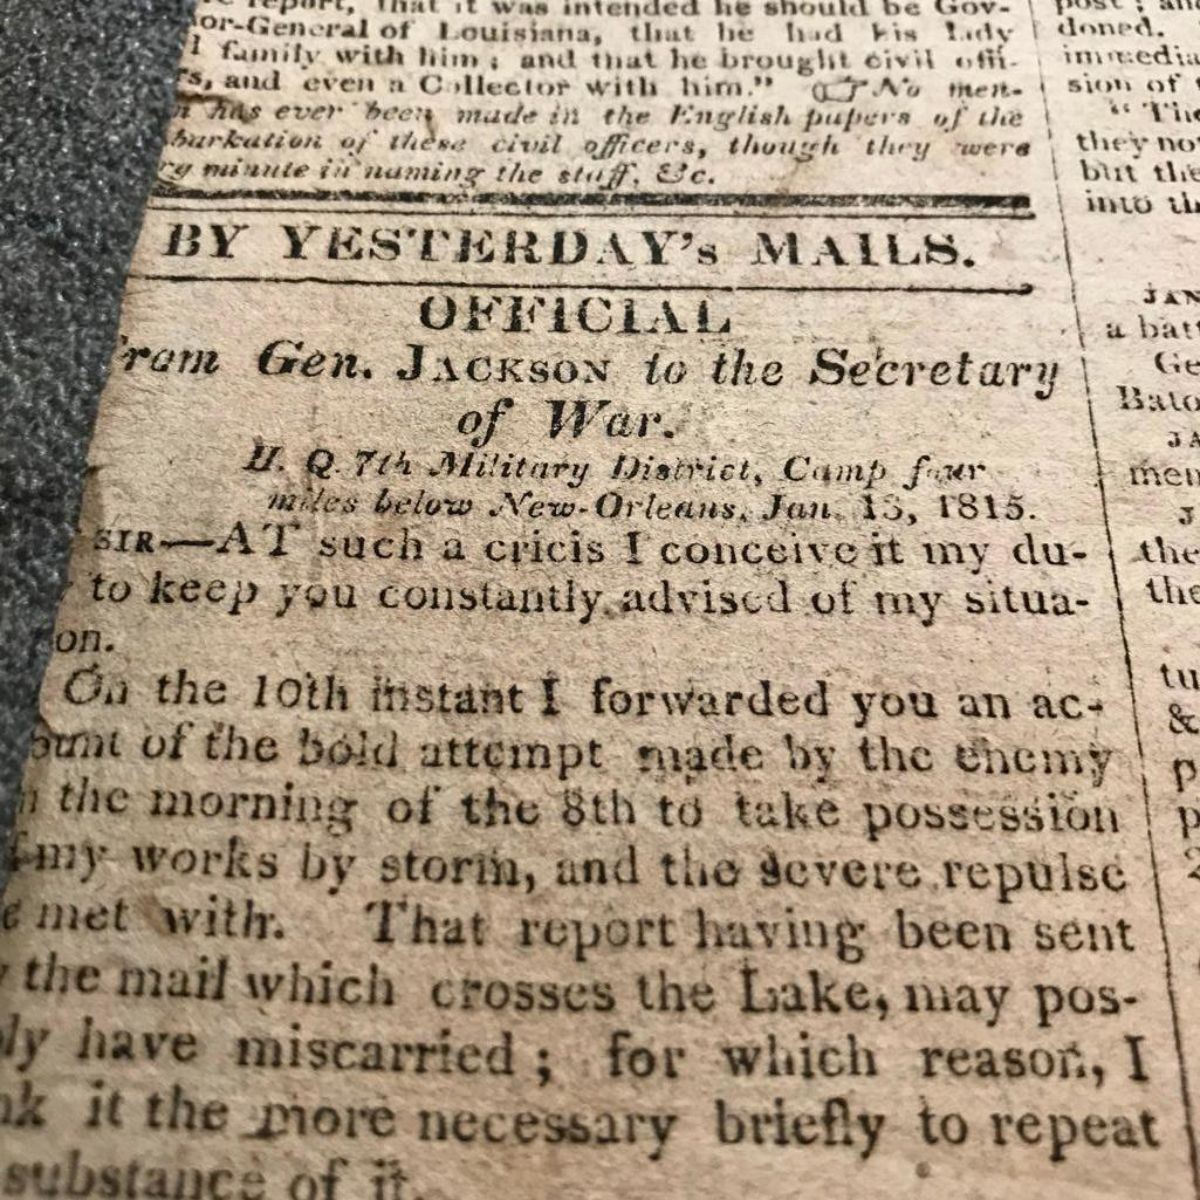 report, that it was intended he should be Gov-
or-General of Louisiana, that he had his lady
family with him; and that he brought civil offi-
s, and even a Collector with him." ☞ No men-
has ever been made in the English papers of the
barkation of these civil officers, though they were
ry minute in naming the staff, &c.
BY YESTERDAY's MAILS.
OFFICIAL
From Gen. JACKSON to the Secretary
of War.
H. Q. 7th Military District, Camp four
miles below New-Orleans, Jan. 13, 1815.
SIR—AT such a cricis I conceive it my du-
to keep you constantly advised of my situa-
on.
On the 10th instant I forwarded you an ac-
ount of the bold attempt made by the enemy
the morning of the 8th to take possession
my works by storm, and the severe repulse
e met with. That report having been sent
the mail which crosses the Lake, may pos-
ly have miscarried; for which reason, I
nk it the more necessary briefly to repeat
substance of it.
post; and
doned.
immedia
sion of
"The
they no
but the
into th
JAN
a bat
Ge
Bato
JA
men
J
the
the
tu
&
p
p
2